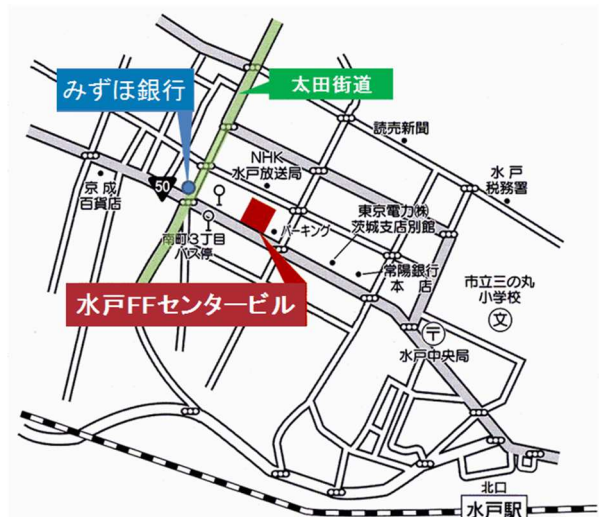 太田街道
みずほ銀行
読売新聞
NHK
水戸放送局
水戸
税務署
50
京成
百貨店
東京電力㈱
茨城支店別館
パーキング
南町3丁目
バス停
常陽銀行
本店
市立三の丸
小学校
文
水戸FFセンタービル
〒
水戸中央局
北口
水戸駅